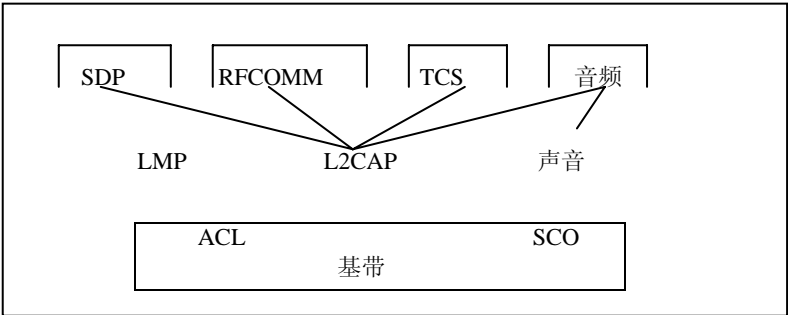 SDP RFCOMM TCS 音频
LMP L2CAP 声音
ACL SCO
基带